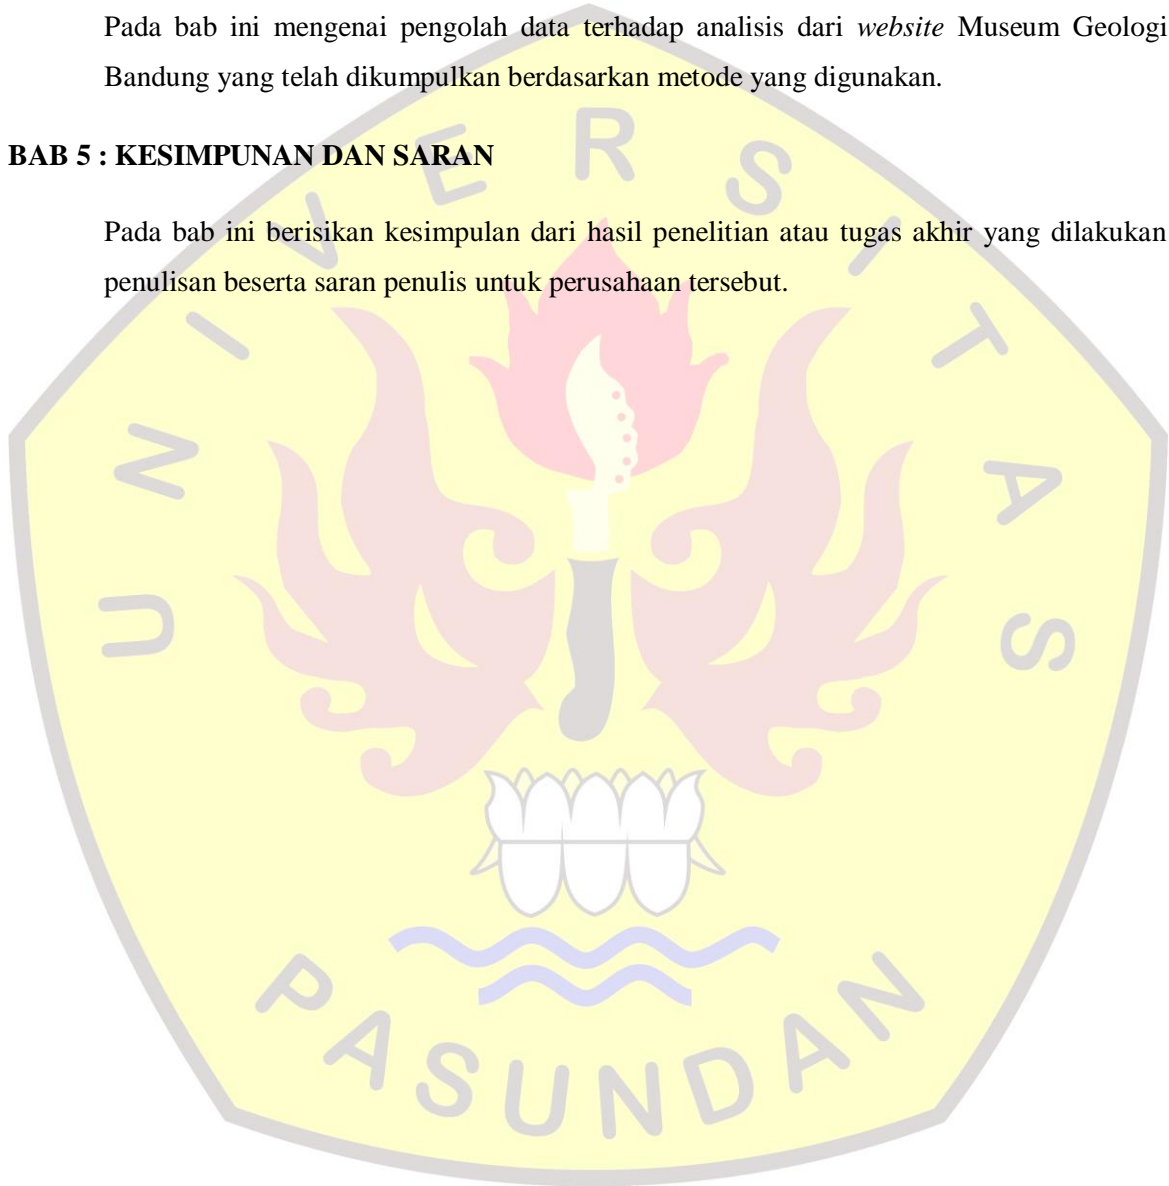 Pada bab ini mengenai pengolah data terhadap analisis dari website Museum Geologi
Bandung yang telah dikumpulkan berdasarkan metode yang digunakan.
BAB 5 : KESIMPUNAN DAN SARAN
Pada bab ini berisikan kesimpulan dari hasil penelitian atau tugas akhir yang dilakukan
penulisan beserta saran penulis untuk perusahaan tersebut.
UNIVERSITAS
PASUNDAN